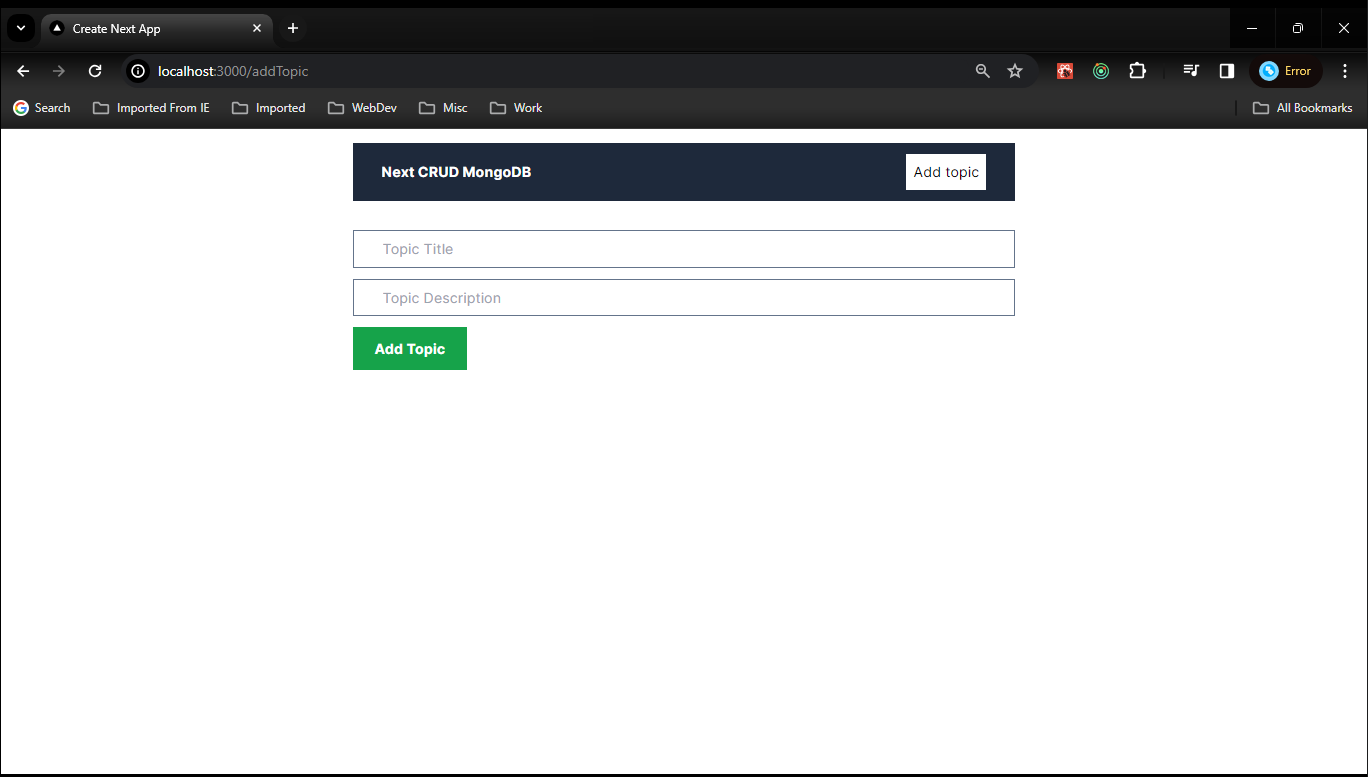 Create Next App
localhost:3000/addTopic
Error
Search Imported From IE Imported WebDev Misc Work All Bookmarks
Next CRUD MongoDB Add topic
Topic Title
Topic Description
Add Topic